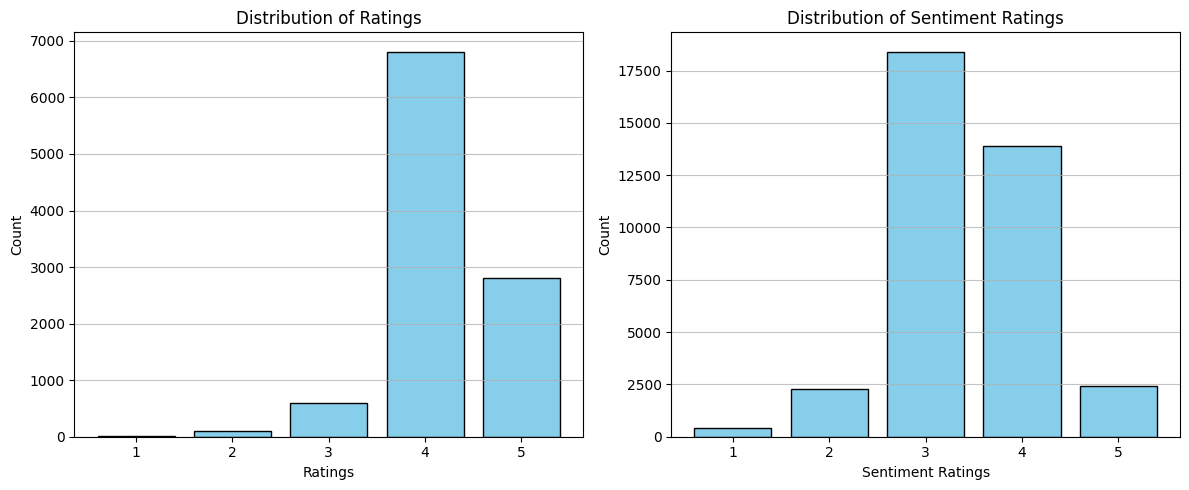 Distribution of Ratings
7000
6000
5000
4000
3000
2000
1000
0
Count
1 2 3 4 5
Ratings
Distribution of Sentiment Ratings
17500
15000
12500
10000
7500
5000
2500
0
Count
1 2 3 4 5
Sentiment Ratings